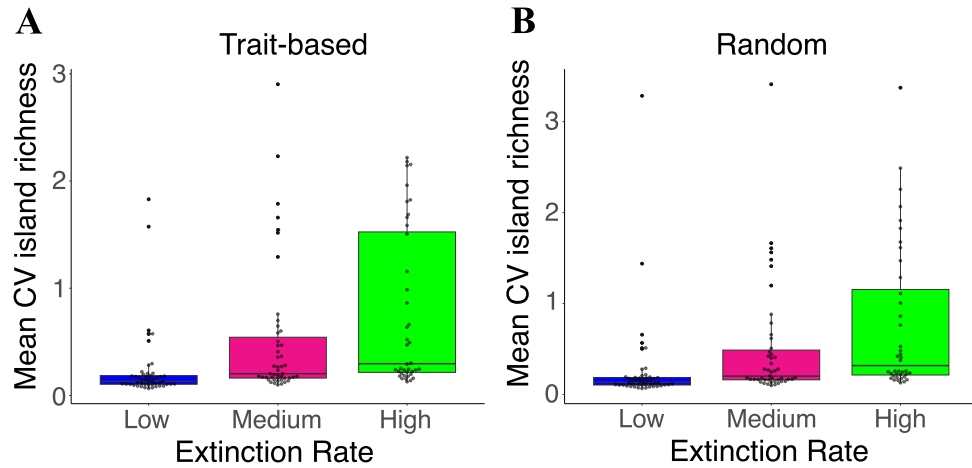 A
Trait-based
Mean CV island richness
3
2
1
0
Low Medium High
Extinction Rate
B
Random
Mean CV island richness
3
2
1
0
Low Medium High
Extinction Rate